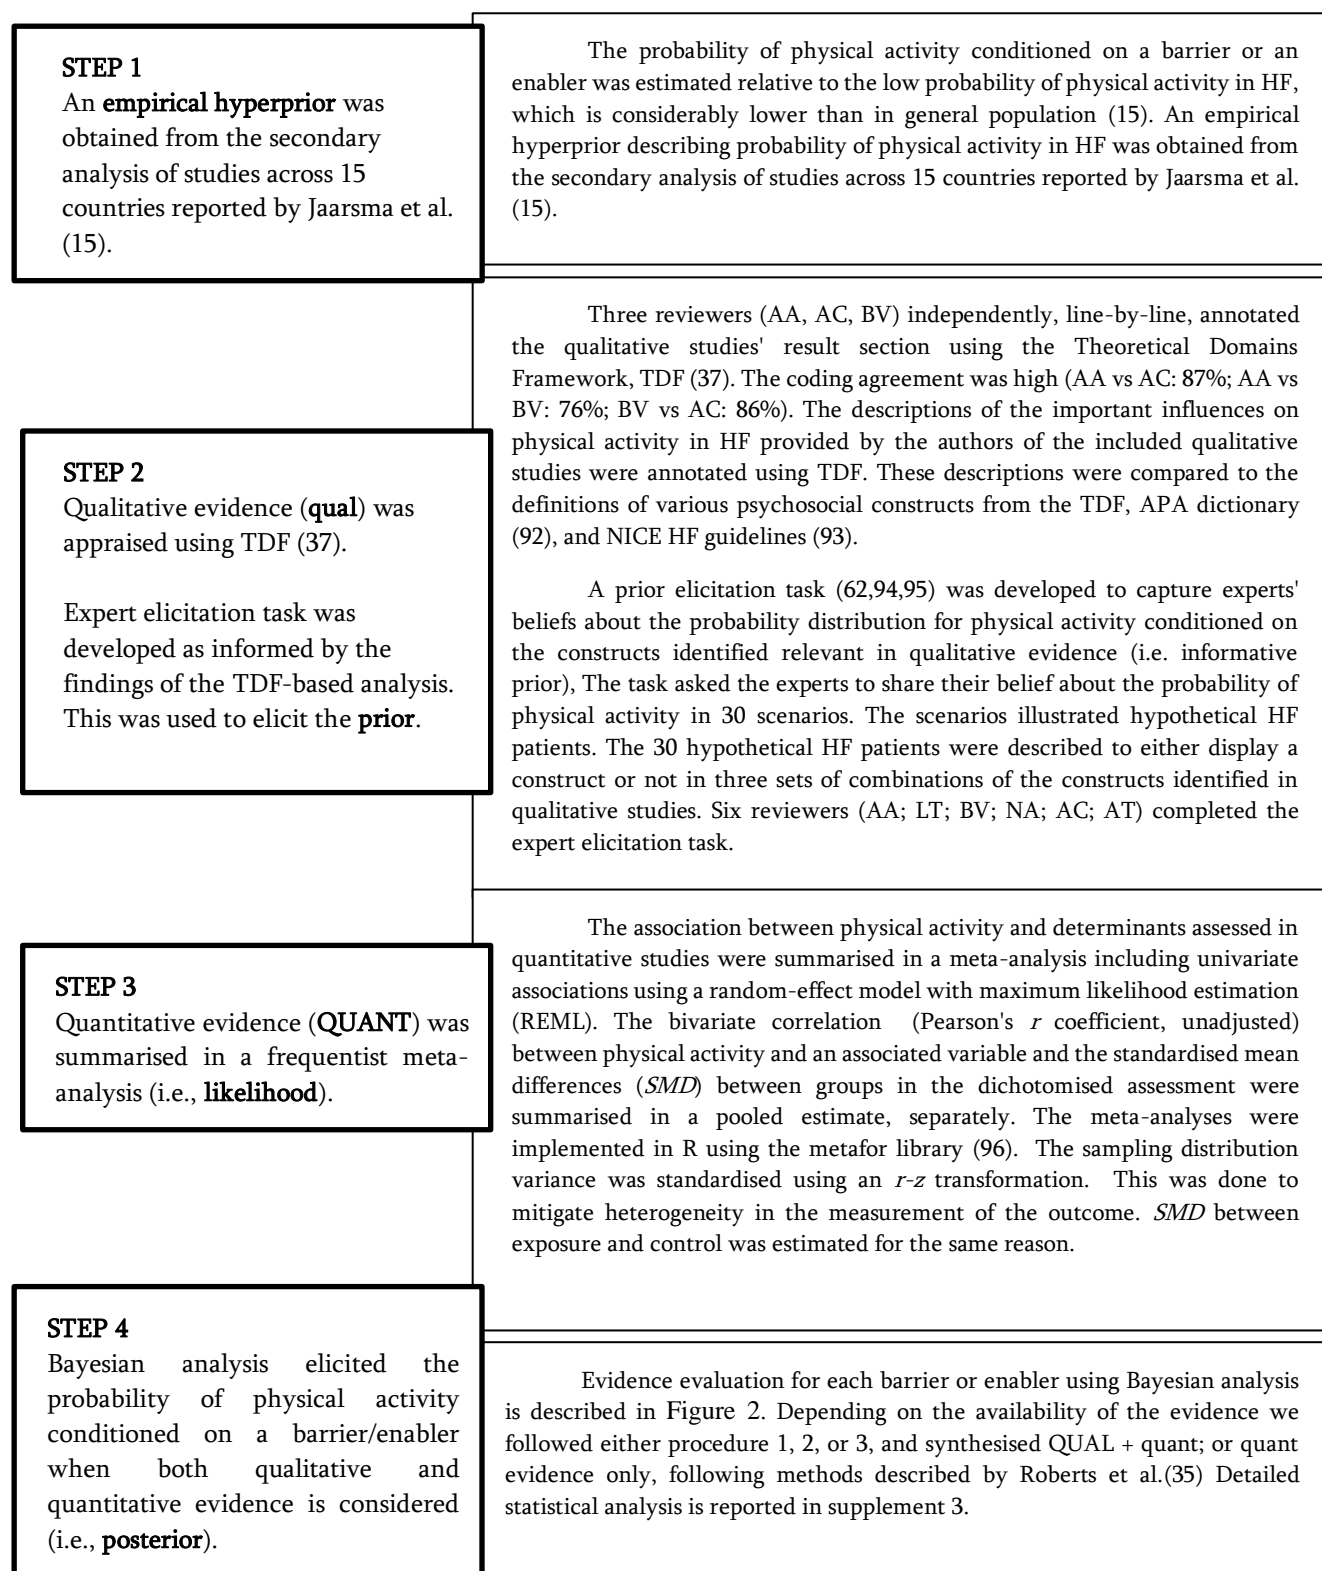 STEP 1
An empirical hyperprior was
obtained from the secondary
analysis of studies across 15
countries reported by Jaarsma et al.
(15).
The probability of physical activity conditioned on a barrier or an
enabler was estimated relative to the low probability of physical activity in HF,
which is considerably lower than in general population (15). An empirical
hyperprior describing probability of physical activity in HF was obtained from
the secondary analysis of studies across 15 countries reported by Jaarsma et al.
(15).
STEP 2
Qualitative evidence (qual) was
appraised using TDF (37).
Expert elicitation task was
developed as informed by the
findings of the TDF-based analysis.
This was used to elicit the prior.
Three reviewers (AA, AC, BV) independently, line-by-line, annotated
the qualitative studies' result section using the Theoretical Domains
Framework, TDF (37). The coding agreement was high (AA vs AC: 87%; AA vs
BV: 76%; BV vs AC: 86%). The descriptions of the important influences on
physical activity in HF provided by the authors of the included qualitative
studies were annotated using TDF. These descriptions were compared to the
definitions of various psychosocial constructs from the TDF, APA dictionary
(92), and NICE HF guidelines (93).
A prior elicitation task (62,94,95) was developed to capture experts'
beliefs about the probability distribution for physical activity conditioned on
the constructs identified relevant in qualitative evidence (i.e. informative
prior), The task asked the experts to share their belief about the probability of
physical activity in 30 scenarios. The scenarios illustrated hypothetical HF
patients. The 30 hypothetical HF patients were described to either display a
construct or not in three sets of combinations of the constructs identified in
qualitative studies. Six reviewers (AA; LT; BV; NA; AC; AT) completed the
expert elicitation task.
STEP 3
Quantitative evidence (QUANT) was
summarised in a frequentist meta-
analysis (i.e., likelihood).
The association between physical activity and determinants assessed in
quantitative studies were summarised in a meta-analysis including univariate
associations using a random-effect model with maximum likelihood estimation
(REML). The bivariate correlation (Pearson's r coefficient, unadjusted)
between physical activity and an associated variable and the standardised mean
differences (SMD) between groups in the dichotomised assessment were
summarised in a pooled estimate, separately. The meta-analyses were
implemented in R using the metafor library (96). The sampling distribution
variance was standardised using an r-z transformation. This was done to
mitigate heterogeneity in the measurement of the outcome. SMD between
exposure and control was estimated for the same reason.
STEP 4
Bayesian analysis elicited the
probability of physical activity
conditioned on a barrier/enabler
when both qualitative and
quantitative evidence is considered
(i.e., posterior).
Evidence evaluation for each barrier or enabler using Bayesian analysis
is described in Figure 2. Depending on the availability of the evidence we
followed either procedure 1, 2, or 3, and synthesised QUAL + quant; or quant
evidence only, following methods described by Roberts et al.(35) Detailed
statistical analysis is reported in supplement 3.